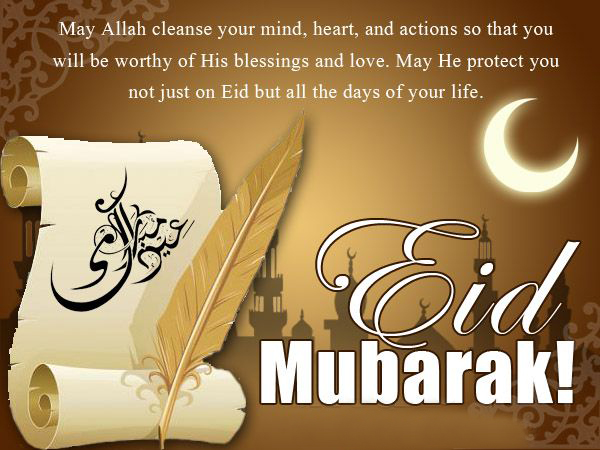 May Allah cleanse your mind, heart, and actions so that you
will be worthy of His blessings and love. May He protect you
not just on Eid but all the days of your life.
عيد مبارك
Eid
Mubarak!